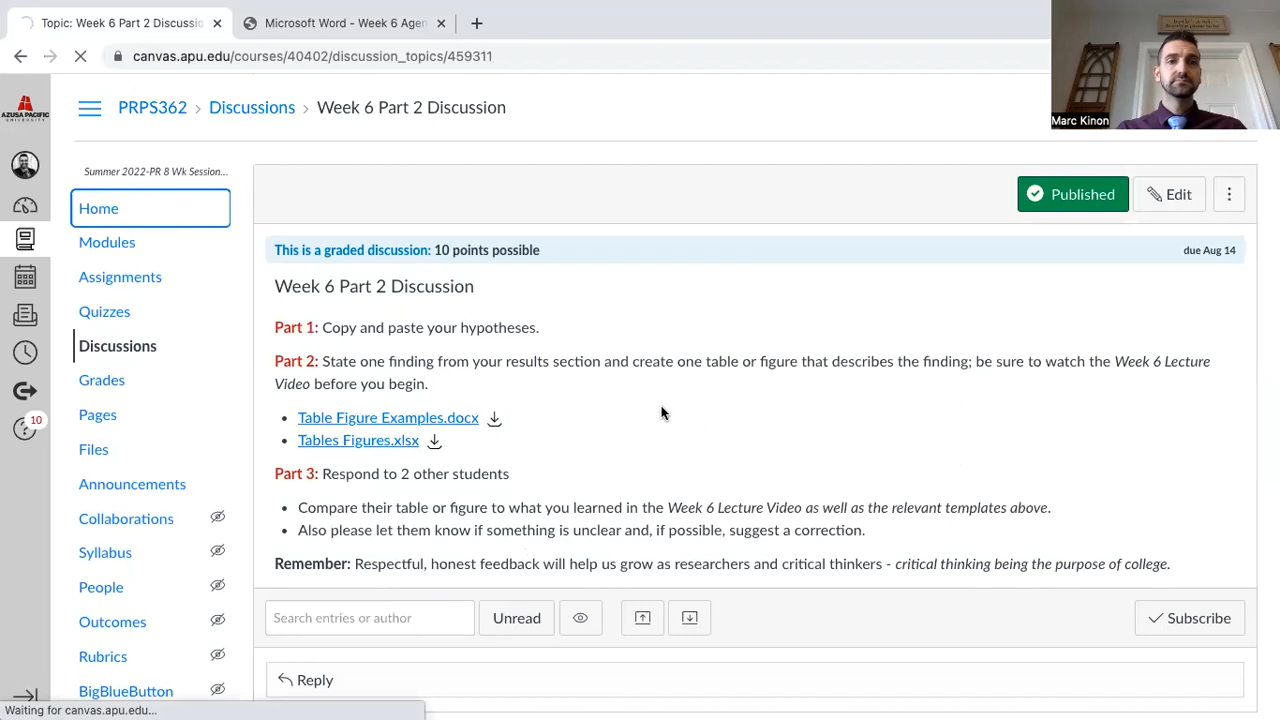 Topic: Week 6 Part 2 Discussio
Microsoft Word - Week 6 Agen
canvas.apu.edu/courses/40402/discussion_topics/459311
Marc Kinon
AZUSA PACIFIC
UNIVERSITY
PRPS362 › Discussions › Week 6 Part 2 Discussion
Summer 2022-PR 8 Wk Session...
Home
Modules
Assignments
Quizzes
Discussions
Grades
Pages
Files
Announcements
Collaborations
Syllabus
People
Outcomes
Rubrics
BigBlueButton
10
Published
Edit
This is a graded discussion: 10 points possible
due Aug 14
Week 6 Part 2 Discussion
Part 1: Copy and paste your hypotheses.
Part 2: State one finding from your results section and create one table or figure that describes the finding; be sure to watch the Week 6 Lecture
Video before you begin.
• Table Figure Examples.docx
• Tables Figures.xlsx
Part 3: Respond to 2 other students
• Compare their table or figure to what you learned in the Week 6 Lecture Video as well as the relevant templates above.
• Also please let them know if something is unclear and, if possible, suggest a correction.
Remember: Respectful, honest feedback will help us grow as researchers and critical thinkers - critical thinking being the purpose of college.
Search entries or author
Unread
Subscribe
Reply
Waiting for canvas.apu.edu...